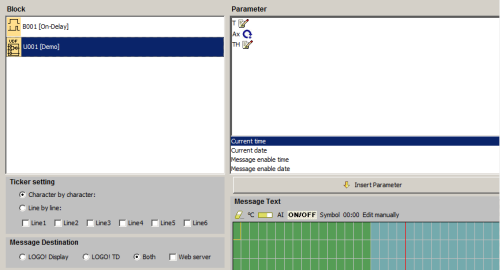 Block
B001 [On-Delay]
UDF
U001 [Demo]
Parameter
T
Ax
TH
Current time
Current date
Message enable time
Message enable date
Ticker setting
Character by character:
Line by line:
Line1 Line2 Line3 Line4 Line5 Line6
Message Destination
LOGO! Display LOGO! TD Both Web server
Insert Parameter
Message Text
°C AI ON/OFF Symbol 00:00 Edit manually